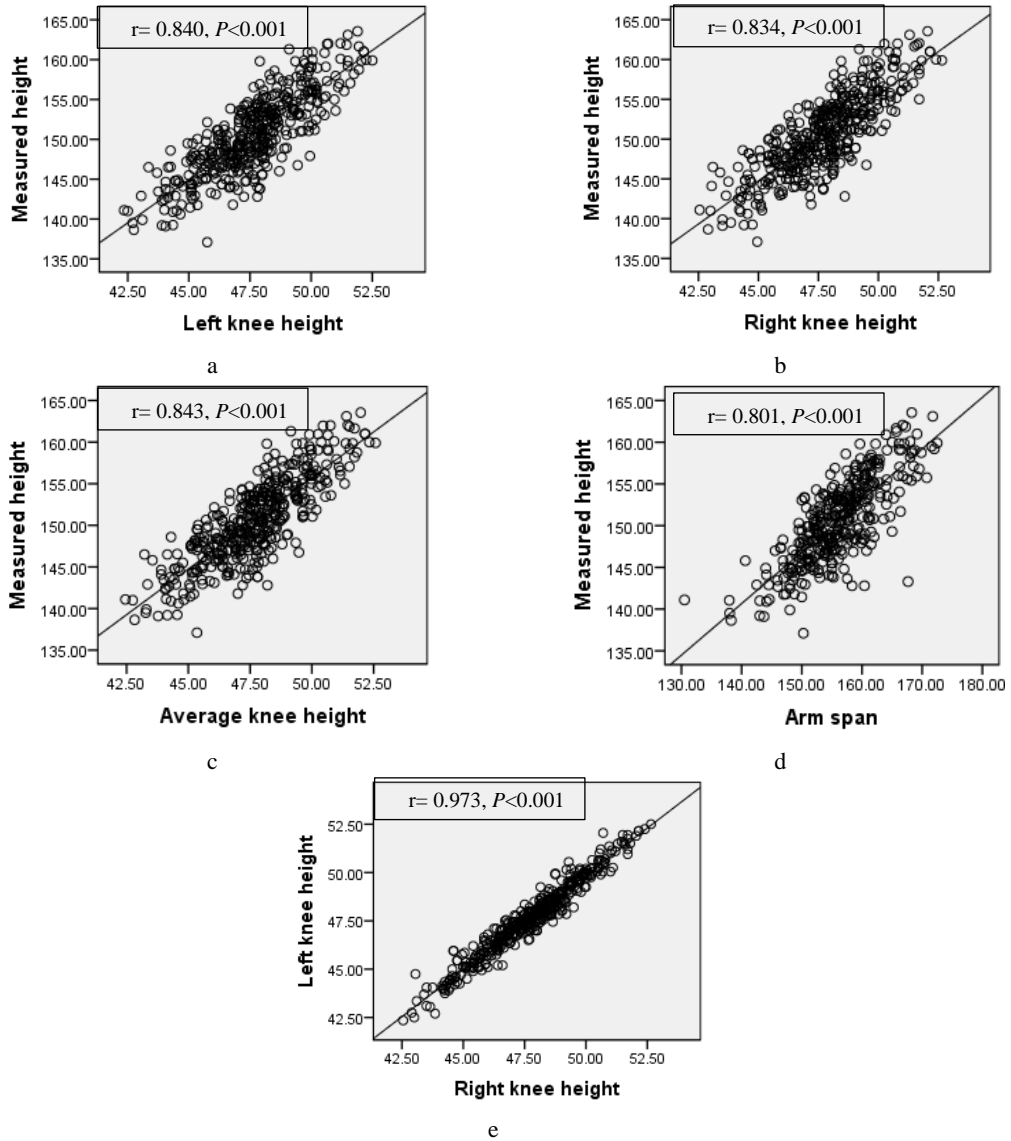 r= 0.840, P<0.001
165.00
160.00
155.00
150.00
145.00
140.00
135.00
Measured height
42.50 45.00 47.50 50.00 52.50
Left knee height
a
r= 0.834, P<0.001
165.00
160.00
155.00
150.00
145.00
140.00
135.00
Measured height
42.50 45.00 47.50 50.00 52.50
Right knee height
b
r= 0.843, P<0.001
165.00
160.00
155.00
150.00
145.00
140.00
135.00
Measured height
42.50 45.00 47.50 50.00 52.50
Average knee height
c
r= 0.801, P<0.001
165.00
160.00
155.00
150.00
145.00
140.00
135.00
Measured height
130.00 140.00 150.00 160.00 170.00 180.00
Arm span
d
r= 0.973, P<0.001
52.50
50.00
47.50
45.00
42.50
Left knee height
42.50 45.00 47.50 50.00 52.50
Right knee height
e